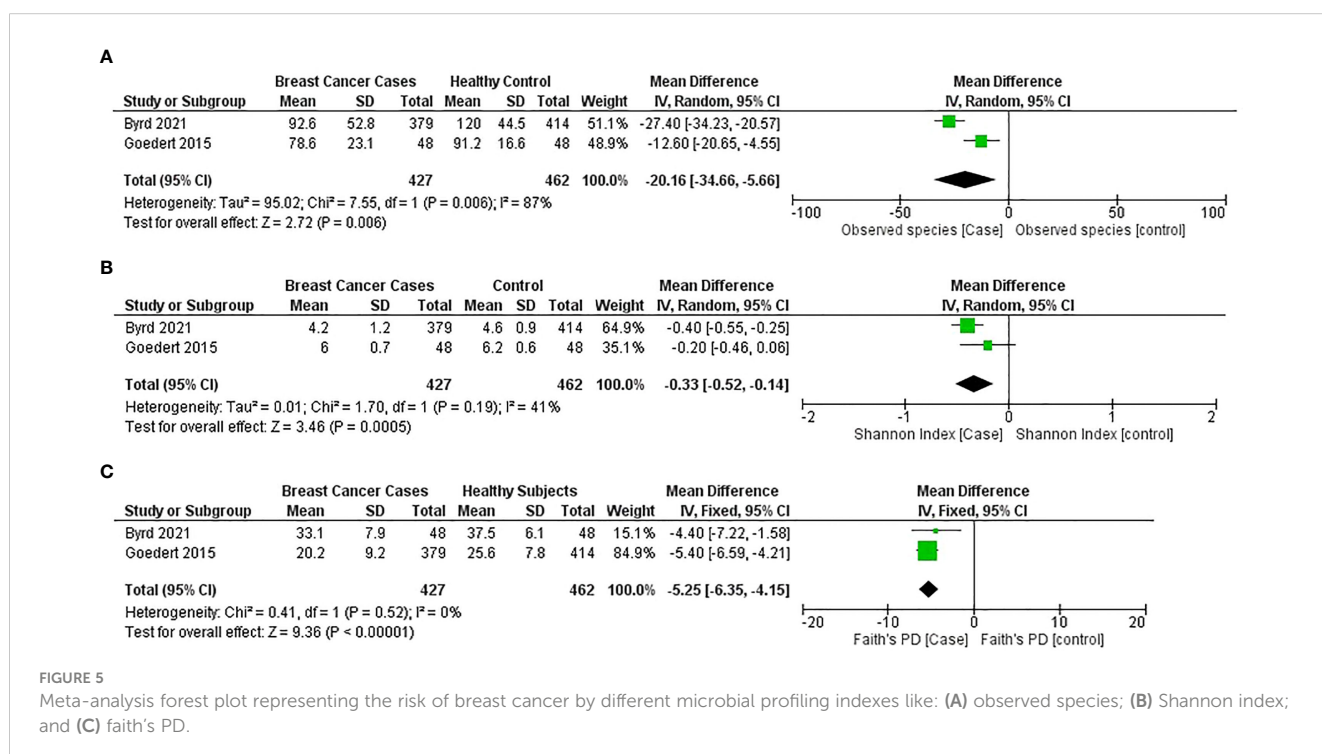 A
Breast Cancer Cases Healthy Control Mean Difference Mean Difference
Study or Subgroup Mean SD Total Mean SD Total Weight IV, Random, 95% CI IV, Random, 95% CI
Byrd 2021 92.6 52.8 379 120 44.5 414 51.1% -27.40 [-34.23, -20.57]
Goedert 2015 78.6 23.1 48 91.2 16.6 48 48.9% -12.60 [-20.65, -4.55]
Total (95% CI) 427 462 100.0% -20.16 [-34.66, -5.66]
Heterogeneity: Tau² = 95.02; Chi² = 7.55, df = 1 (P = 0.006); I² = 87%
Test for overall effect: Z = 2.72 (P = 0.006)
-100 -50 0 50 100
Observed species [Case] Observed species [control]
B
Breast Cancer Cases Control Mean Difference Mean Difference
Study or Subgroup Mean SD Total Mean SD Total Weight IV, Random, 95% CI IV, Random, 95% CI
Byrd 2021 4.2 1.2 379 4.6 0.9 414 64.9% -0.40 [-0.55, -0.25]
Goedert 2015 6 0.7 48 6.2 0.6 48 35.1% -0.20 [-0.46, 0.06]
Total (95% CI) 427 462 100.0% -0.33 [-0.52, -0.14]
Heterogeneity: Tau² = 0.01; Chi² = 1.70, df = 1 (P = 0.19); I² = 41%
Test for overall effect: Z = 3.46 (P = 0.0005)
-2 -1 0 1 2
Shannon Index [Case] Shannon Index [control]
C
Breast Cancer Cases Healthy Subjects Mean Difference Mean Difference
Study or Subgroup Mean SD Total Mean SD Total Weight IV, Fixed, 95% CI IV, Fixed, 95% CI
Byrd 2021 33.1 7.9 48 37.5 6.1 48 15.1% -4.40 [-7.22, -1.58]
Goedert 2015 20.2 9.2 379 25.6 7.8 414 84.9% -5.40 [-6.59, -4.21]
Total (95% CI) 427 462 100.0% -5.25 [-6.35, -4.15]
Heterogeneity: Chi² = 0.41, df = 1 (P = 0.52); I² = 0%
Test for overall effect: Z = 9.36 (P < 0.00001)
-20 -10 0 10 20
Faith's PD [Case] Faith's PD [control]
FIGURE 5
Meta-analysis forest plot representing the risk of breast cancer by different microbial profiling indexes like: (A) observed species; (B) Shannon index;
and (C) faith's PD.